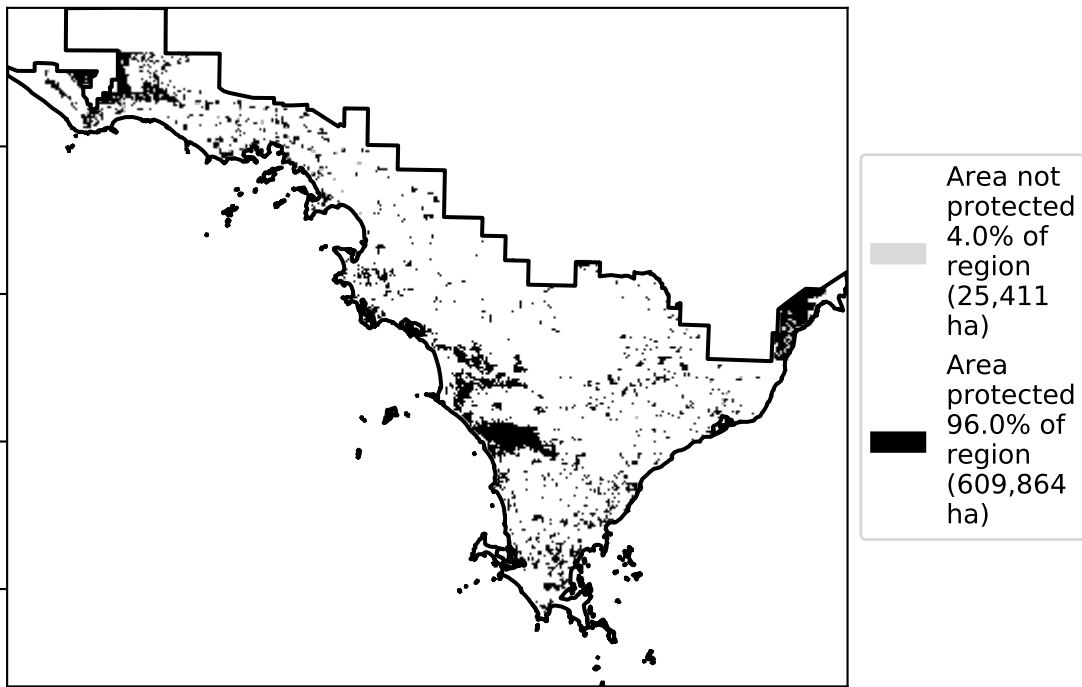 Area not
protected
4.0% of
region
(25,411
ha)
Area
protected
96.0% of
region
(609,864
ha)